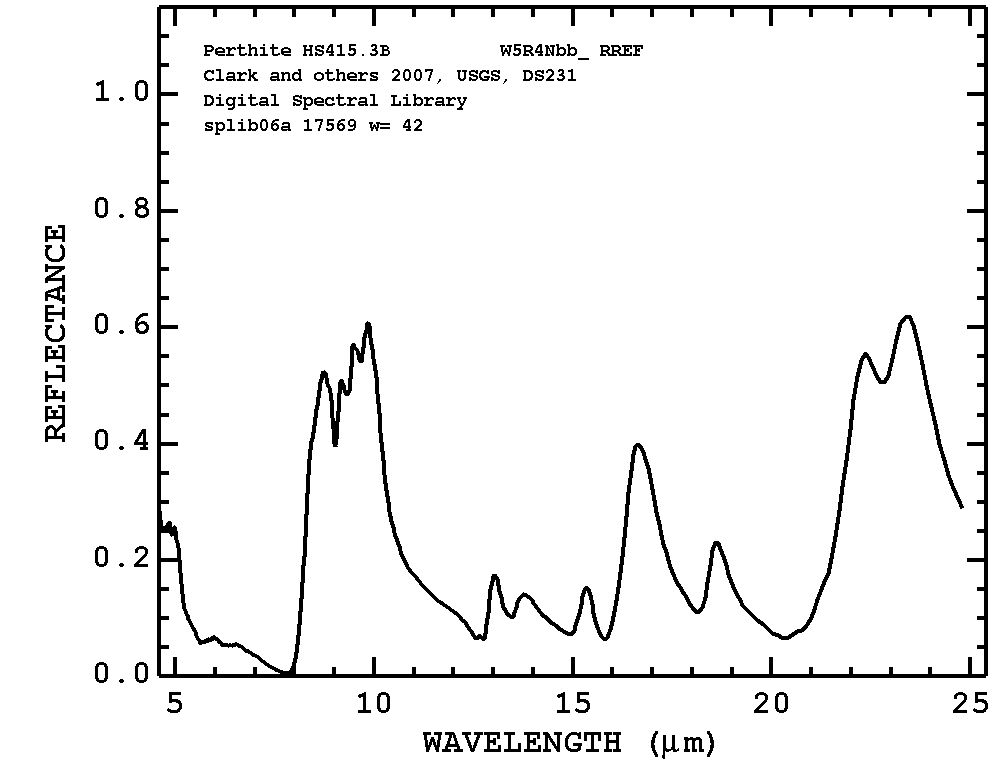 Perthite HS415.3B W5R4Nbb_ RREF
Clark and others 2007, USGS, DS231
Digital Spectral Library
splib06a 17569 w= 42
REFLECTANCE
1.0
0.8
0.6
0.4
0.2
0.0
5 10 15 20 25
WAVELENGTH (μm)